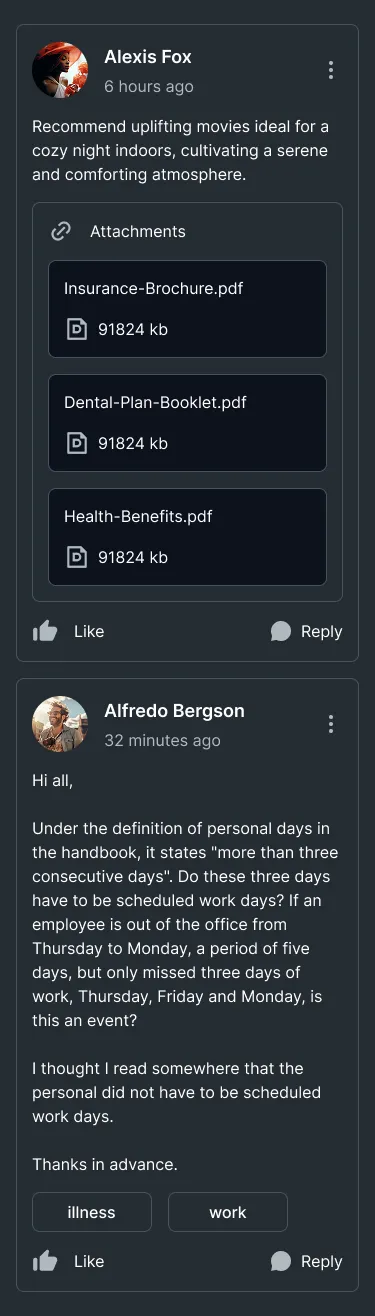 Alexis Fox
6 hours ago
Recommend uplifting movies ideal for a
cozy night indoors, cultivating a serene
and comforting atmosphere.
Attachments
Insurance-Brochure.pdf
91824 kb
Dental-Plan-Booklet.pdf
91824 kb
Health-Benefits.pdf
91824 kb
Like
Reply
Alfredo Bergson
32 minutes ago
Hi all,
Under the definition of personal days in
the handbook, it states "more than three
consecutive days". Do these three days
have to be scheduled work days? If an
employee is out of the office from
Thursday to Monday, a period of five
days, but only missed three days of
work, Thursday, Friday and Monday, is
this an event?
I thought I read somewhere that the
personal did not have to be scheduled
work days.
Thanks in advance.
illness
work
Like
Reply